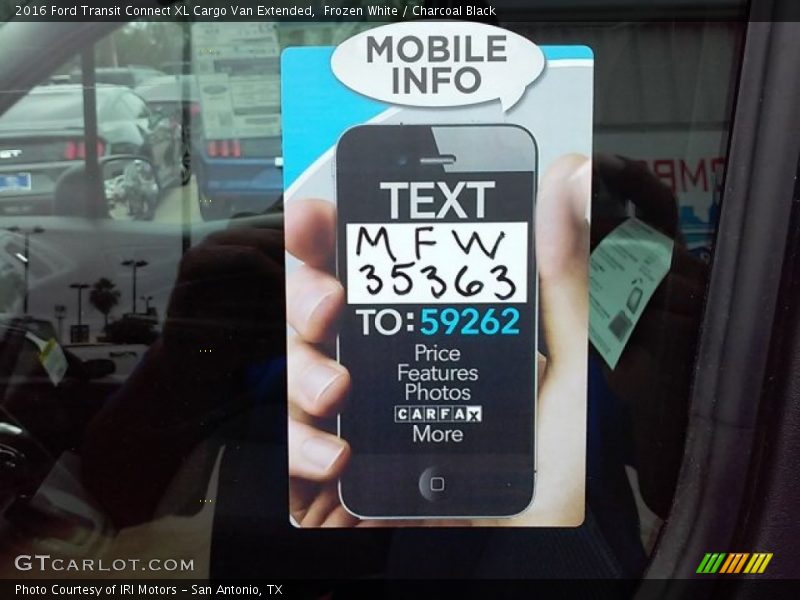 2016 Ford Transit Connect XL Cargo Van Extended,  Frozen White / Charcoal Black
MOBILE
INFO
TEXT
MFW
35363
TO:59262
Price
Features
Photos
CARFAX
More
GTCARLOT.COM
Photo Courtesy of IRI Motors - San Antonio, TX